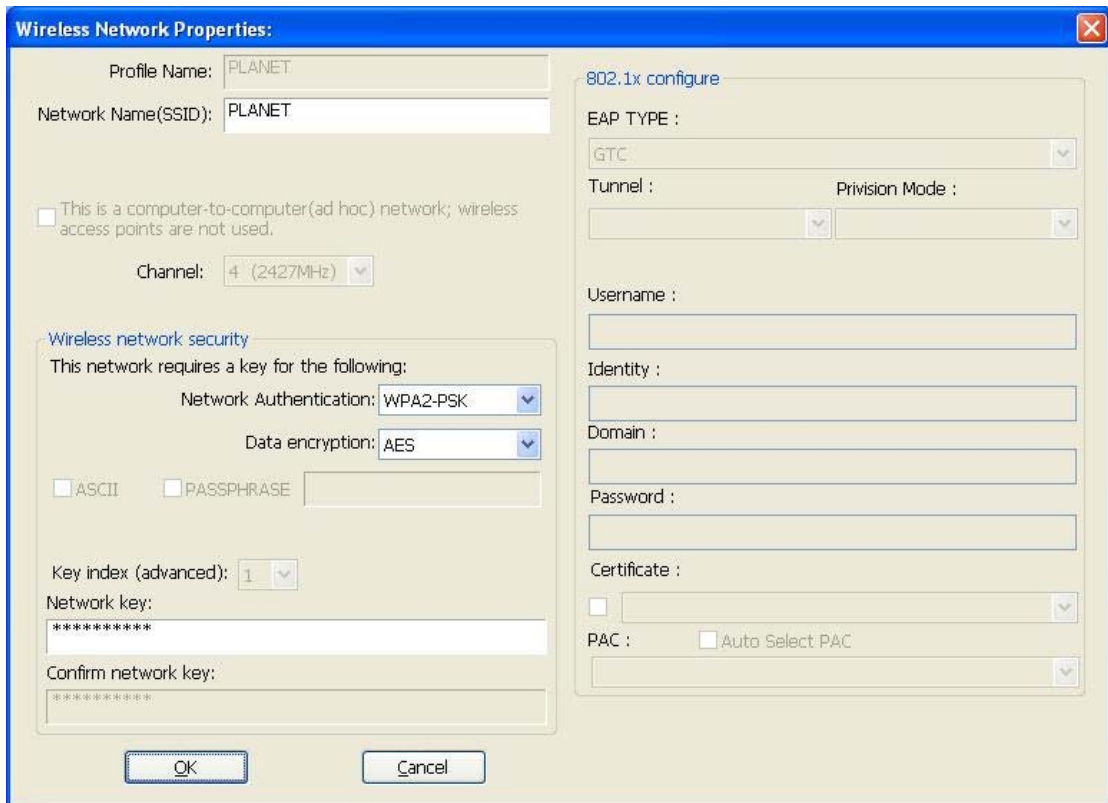 Wireless Network Properties:
Profile Name: PLANET
Network Name(SSID): PLANET
This is a computer-to-computer(ad hoc) network; wireless
access points are not used.
Channel: 4 (2427MHz)
Wireless network security
This network requires a key for the following:
Network Authentication: WPA2-PSK
Data encryption: AES
ASCII PASSPHRASE
Key index (advanced): 1
Network key:
**********
Confirm network key:
**********
OK Cancel
802.1x configure
EAP TYPE :
GTC
Tunnel : Privision Mode :
Username :
Identity :
Domain :
Password :
Certificate :
PAC : Auto Select PAC